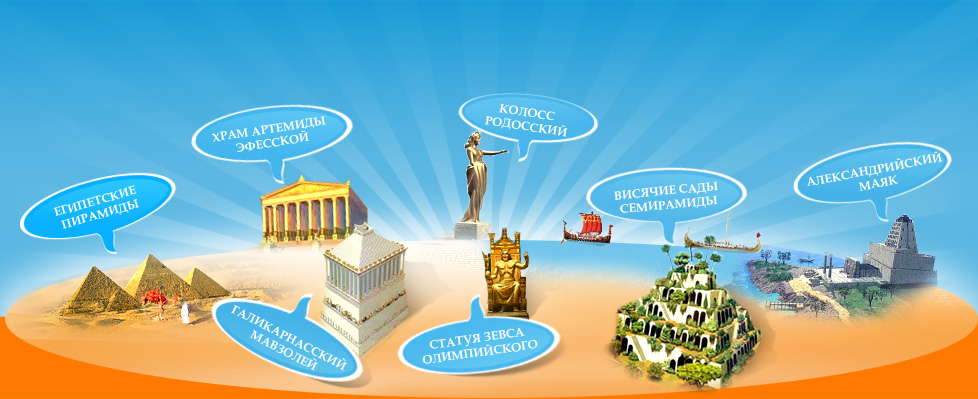 ЕГИПЕТСКИЕ
ПИРАМИДЫ
ХРАМ АРТЕМИДЫ
ЭФЕССКОЙ
КОЛОСС
РОДОССКИЙ
ВИСЯЧИЕ САДЫ
СЕМИРАМИДЫ
АЛЕКСАНДРИЙСКИЙ
МАЯК
ГАЛИКАРНАССКИЙ
МАВЗОЛЕЙ
СТАТУЯ ЗЕВСА
ОЛИМПИЙСКОГО